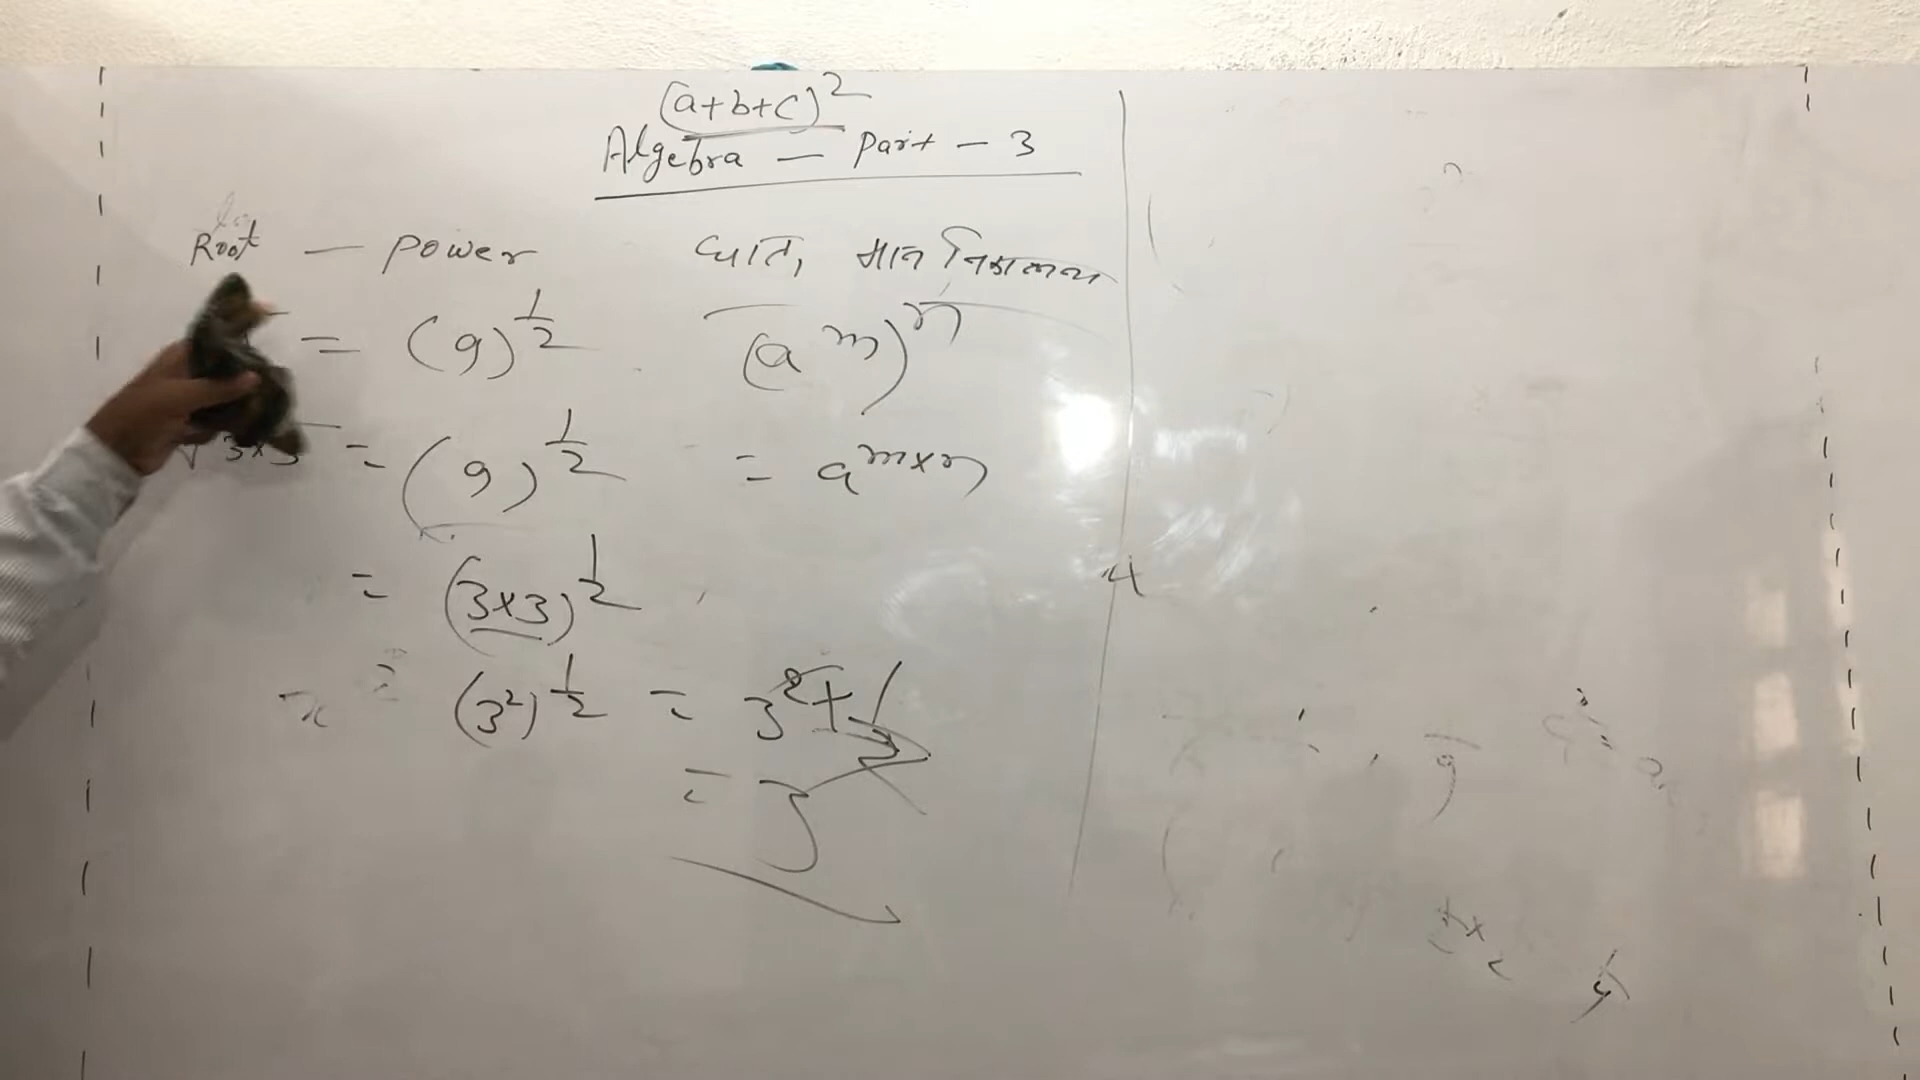 (a+b+c)²
Algebra — Part - 3
Root — Power घात, मान निकालना
= (9)^1/2 (a^m)^n
√3×3 = (9)^1/2 = a^m×n
= (3×3)^1/2
= (3²)^1/2 = 3^2×1/2
= 3